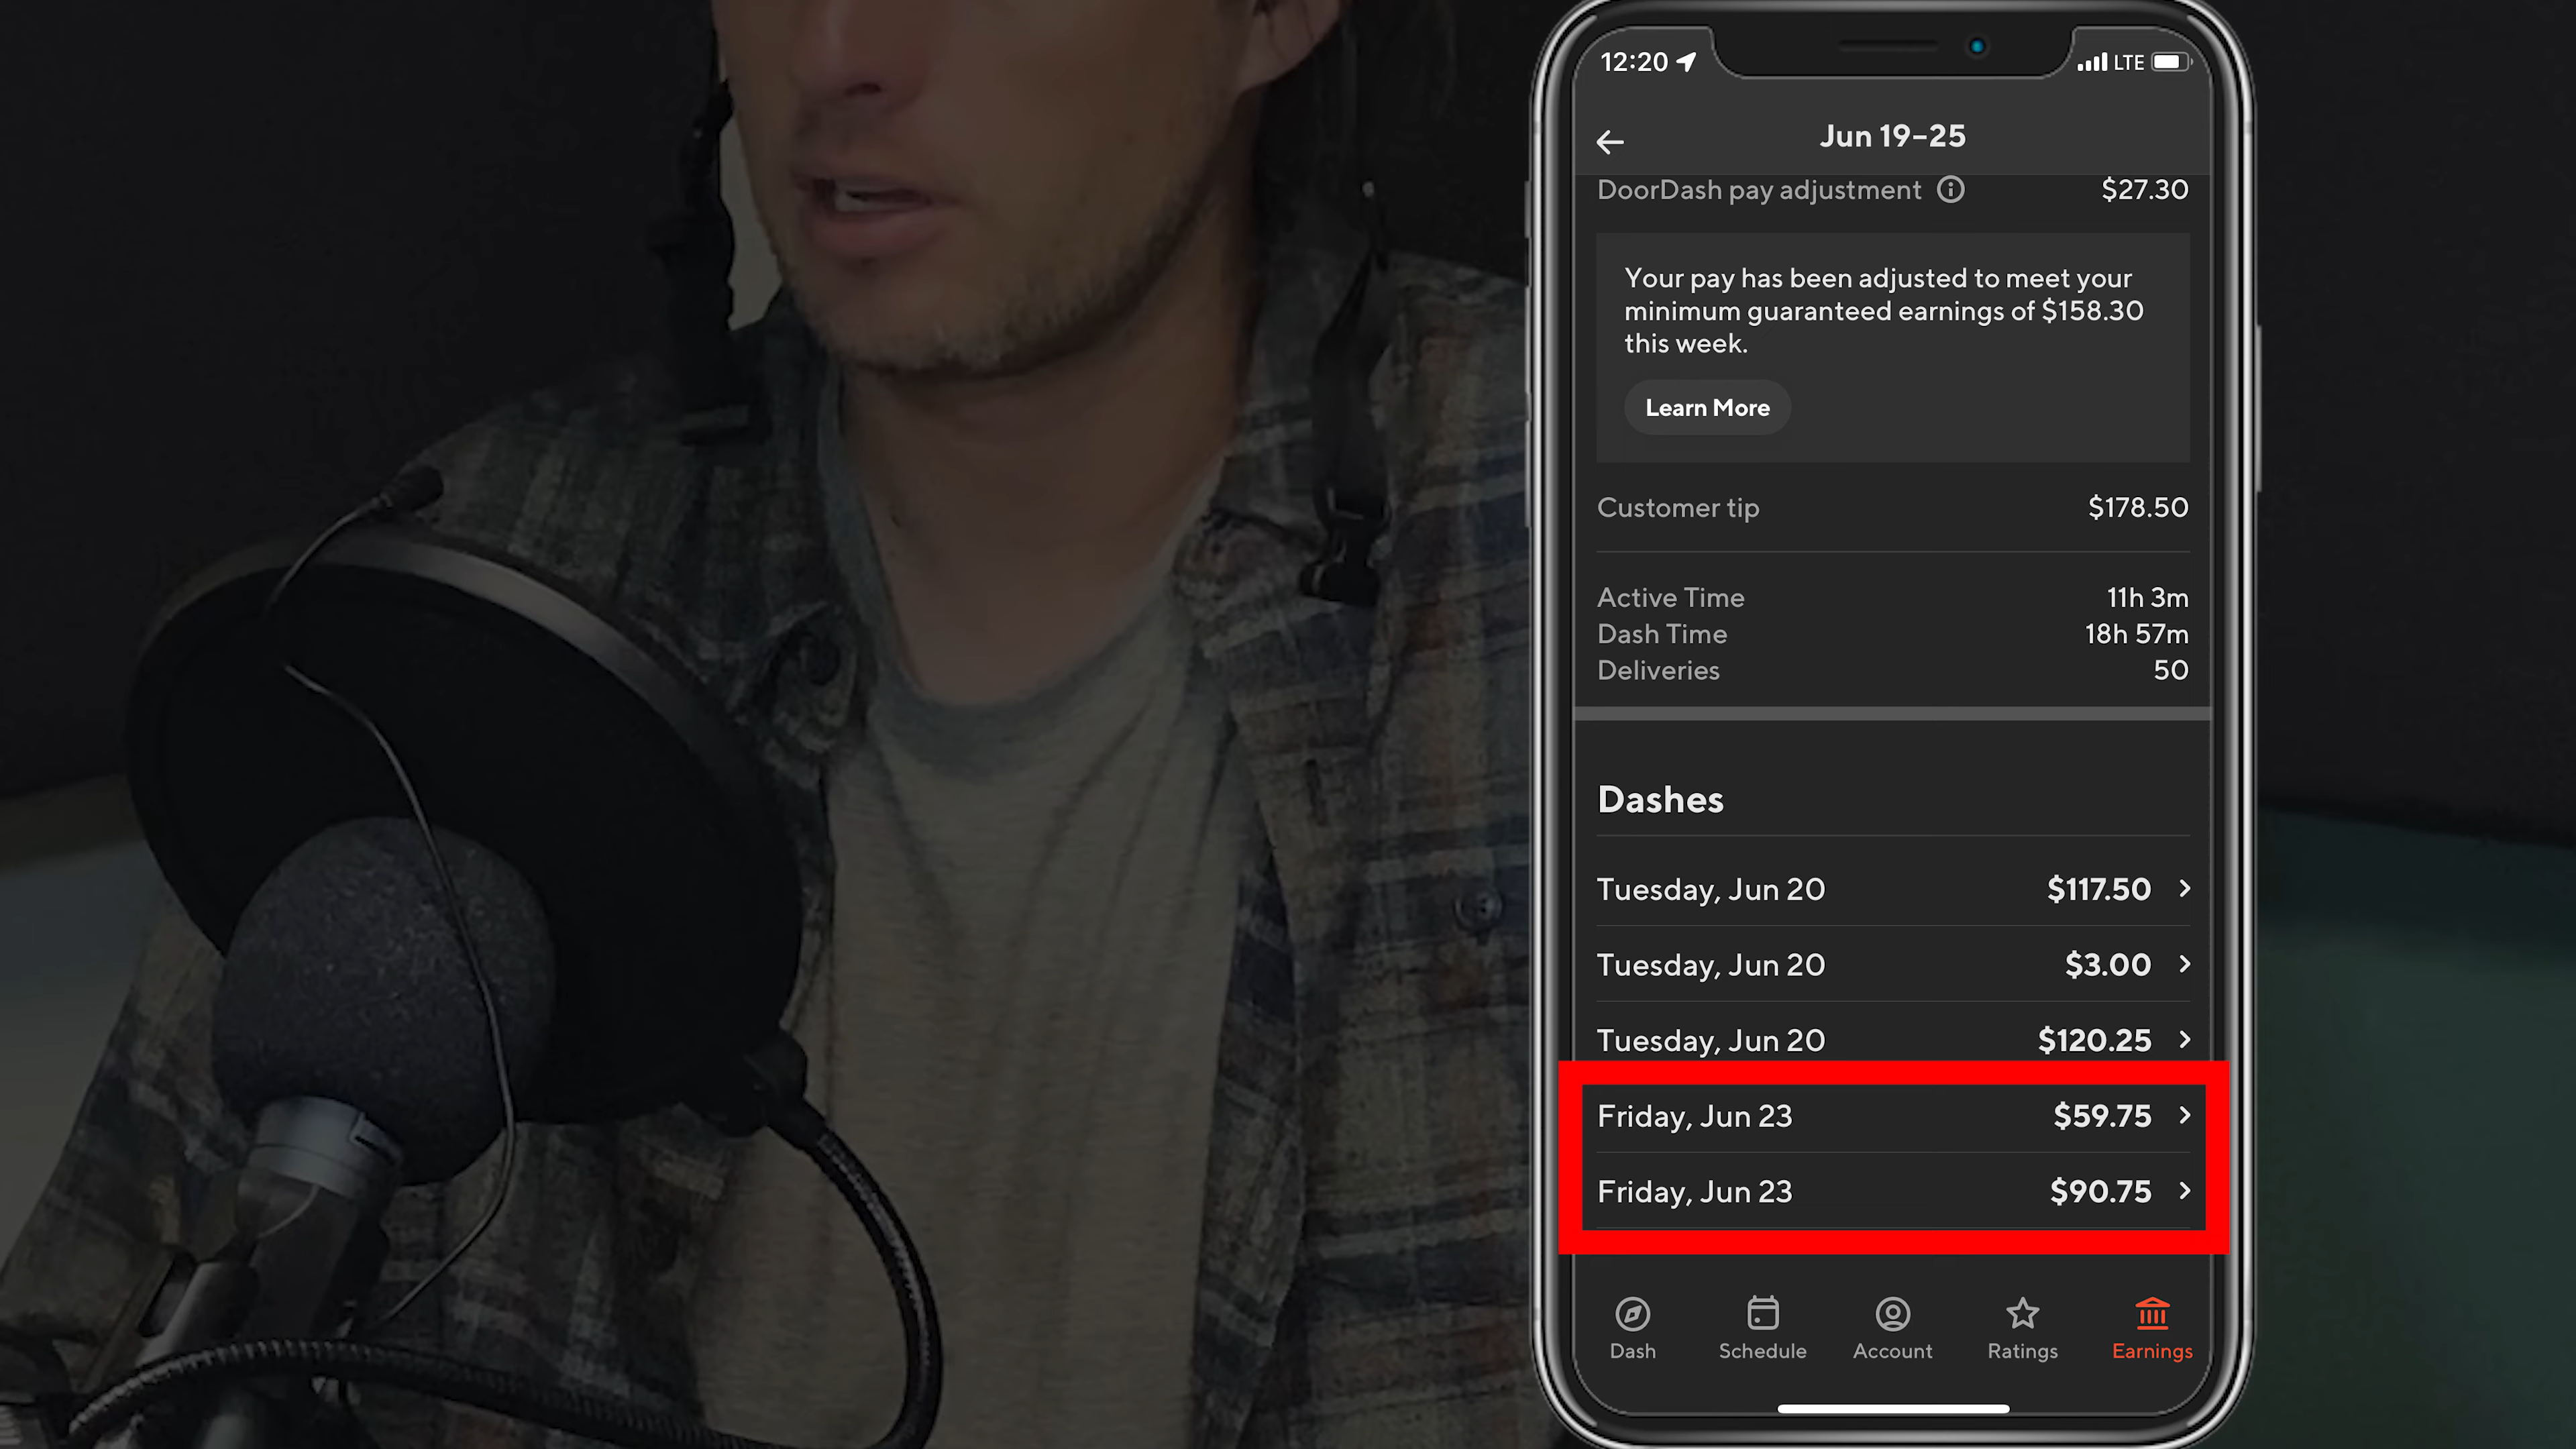 12:20 LTE
Jun 19-25
DoorDash pay adjustment $27.30
Your pay has been adjusted to meet your
minimum guaranteed earnings of $158.30
this week.
Learn More
Customer tip $178.50
Active Time 11h 3m
Dash Time 18h 57m
Deliveries 50
Dashes
Tuesday, Jun 20 $117.50
Tuesday, Jun 20 $3.00
Tuesday, Jun 20 $120.25
Friday, Jun 23 $59.75
Friday, Jun 23 $90.75
Dash Schedule Account Ratings Earnings